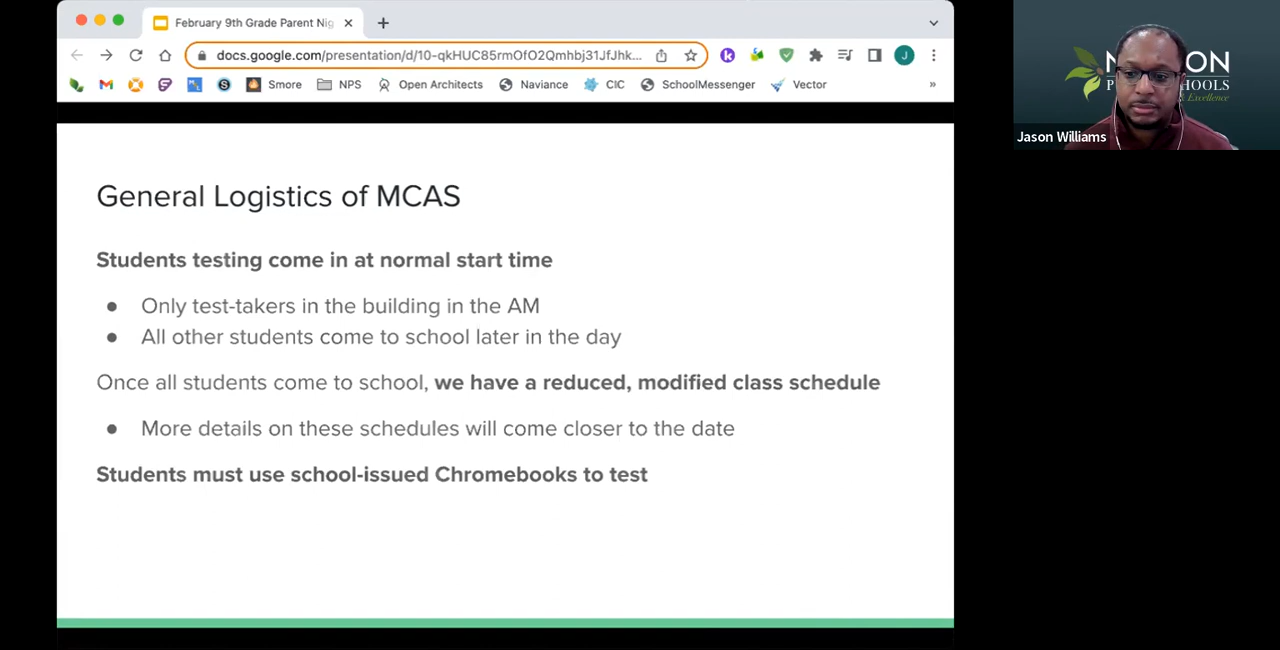 February 9th Grade Parent Nig
docs.google.com/presentation/d/10-qkHUC85rmOfO2Qmhbj31JfJhk...
J
Smore
NPS
Open Architects
Naviance
CIC
SchoolMessenger
Vector
»
General Logistics of MCAS
Students testing come in at normal start time
● Only test-takers in the building in the AM
● All other students come to school later in the day
Once all students come to school, we have a reduced, modified class schedule
● More details on these schedules will come closer to the date
Students must use school-issued Chromebooks to test
Excellence
Jason Williams